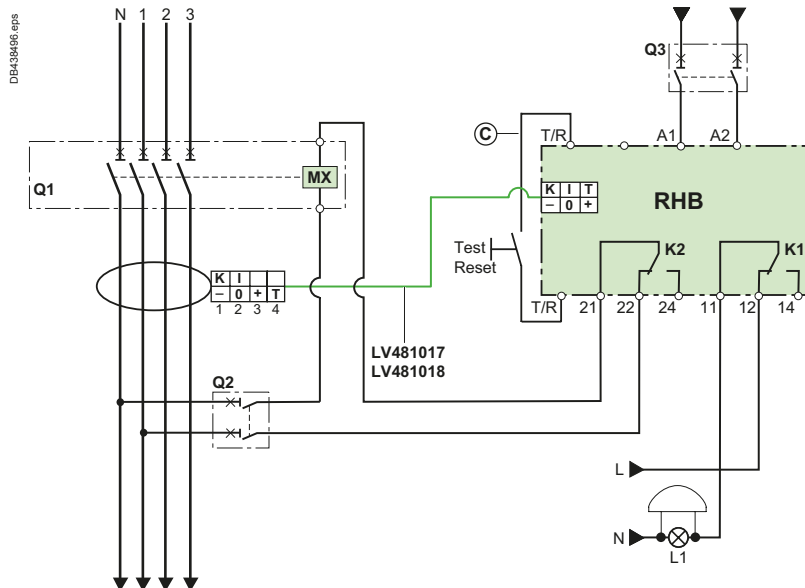 DB438496.eps
N 1 2 3
Q3
C
T/R
A1
A2
Q1
MX
K I T
– 0 +
RHB
Test
Reset
K2
K1
K I
– 0 + T
1 2 3 4
T/R
21
22
24
11
12
14
LV481017
LV481018
Q2
L
N
L1